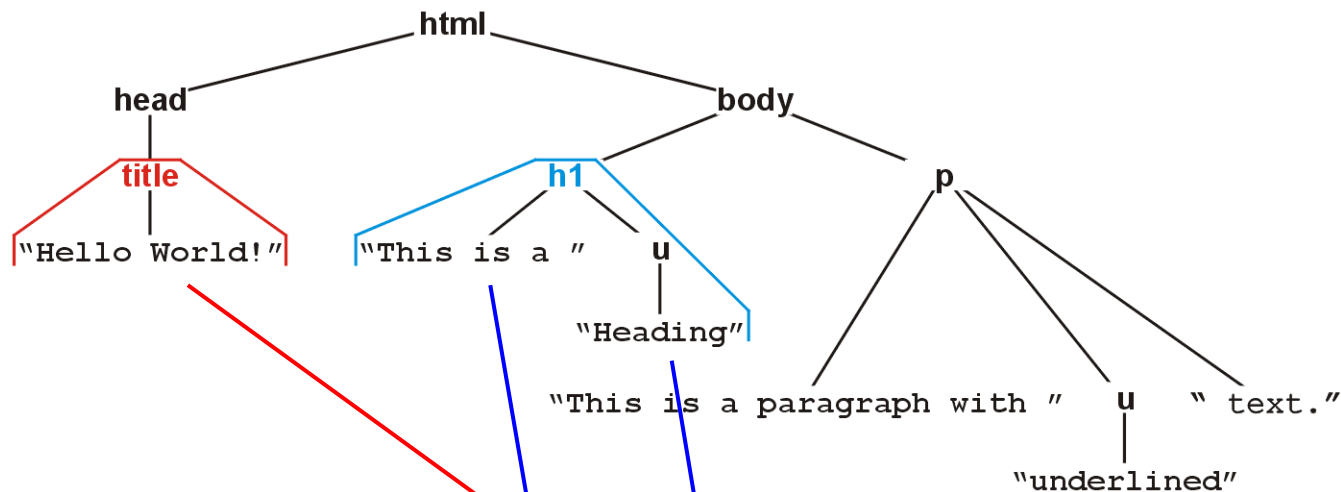 html
head body
title h1 p
“Hello World!” “This is a ” u
“Heading”
“This is a paragraph with ” u “ text.”
“underlined”